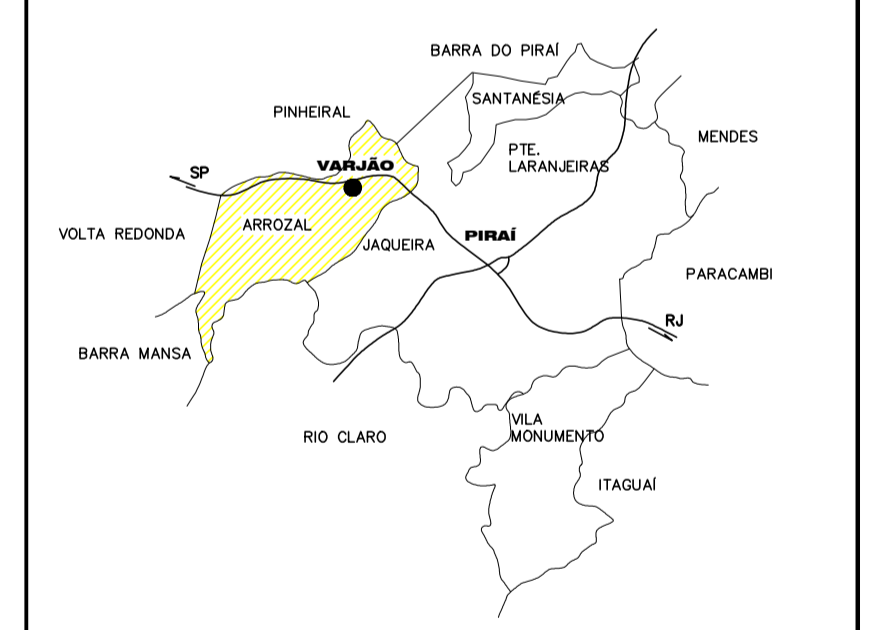 BARRA DO PIRAÍ
SANTANÉSIA
PINHEIRAL
MENDES
PTE.
LARANJEIRAS
VARJÃO
SP
ARROZAL
VOLTA REDONDA
JAQUEIRA
PIRAÍ
PARACAMBI
RJ
BARRA MANSA
VILA
MONUMENTO
RIO CLARO
ITAGUAÍ